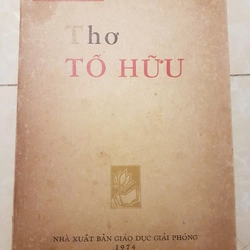 Thơ
TỐ HỮU
NHÀ XUẤT BẢN GIÁO DỤC GIẢI PHÓNG
1974